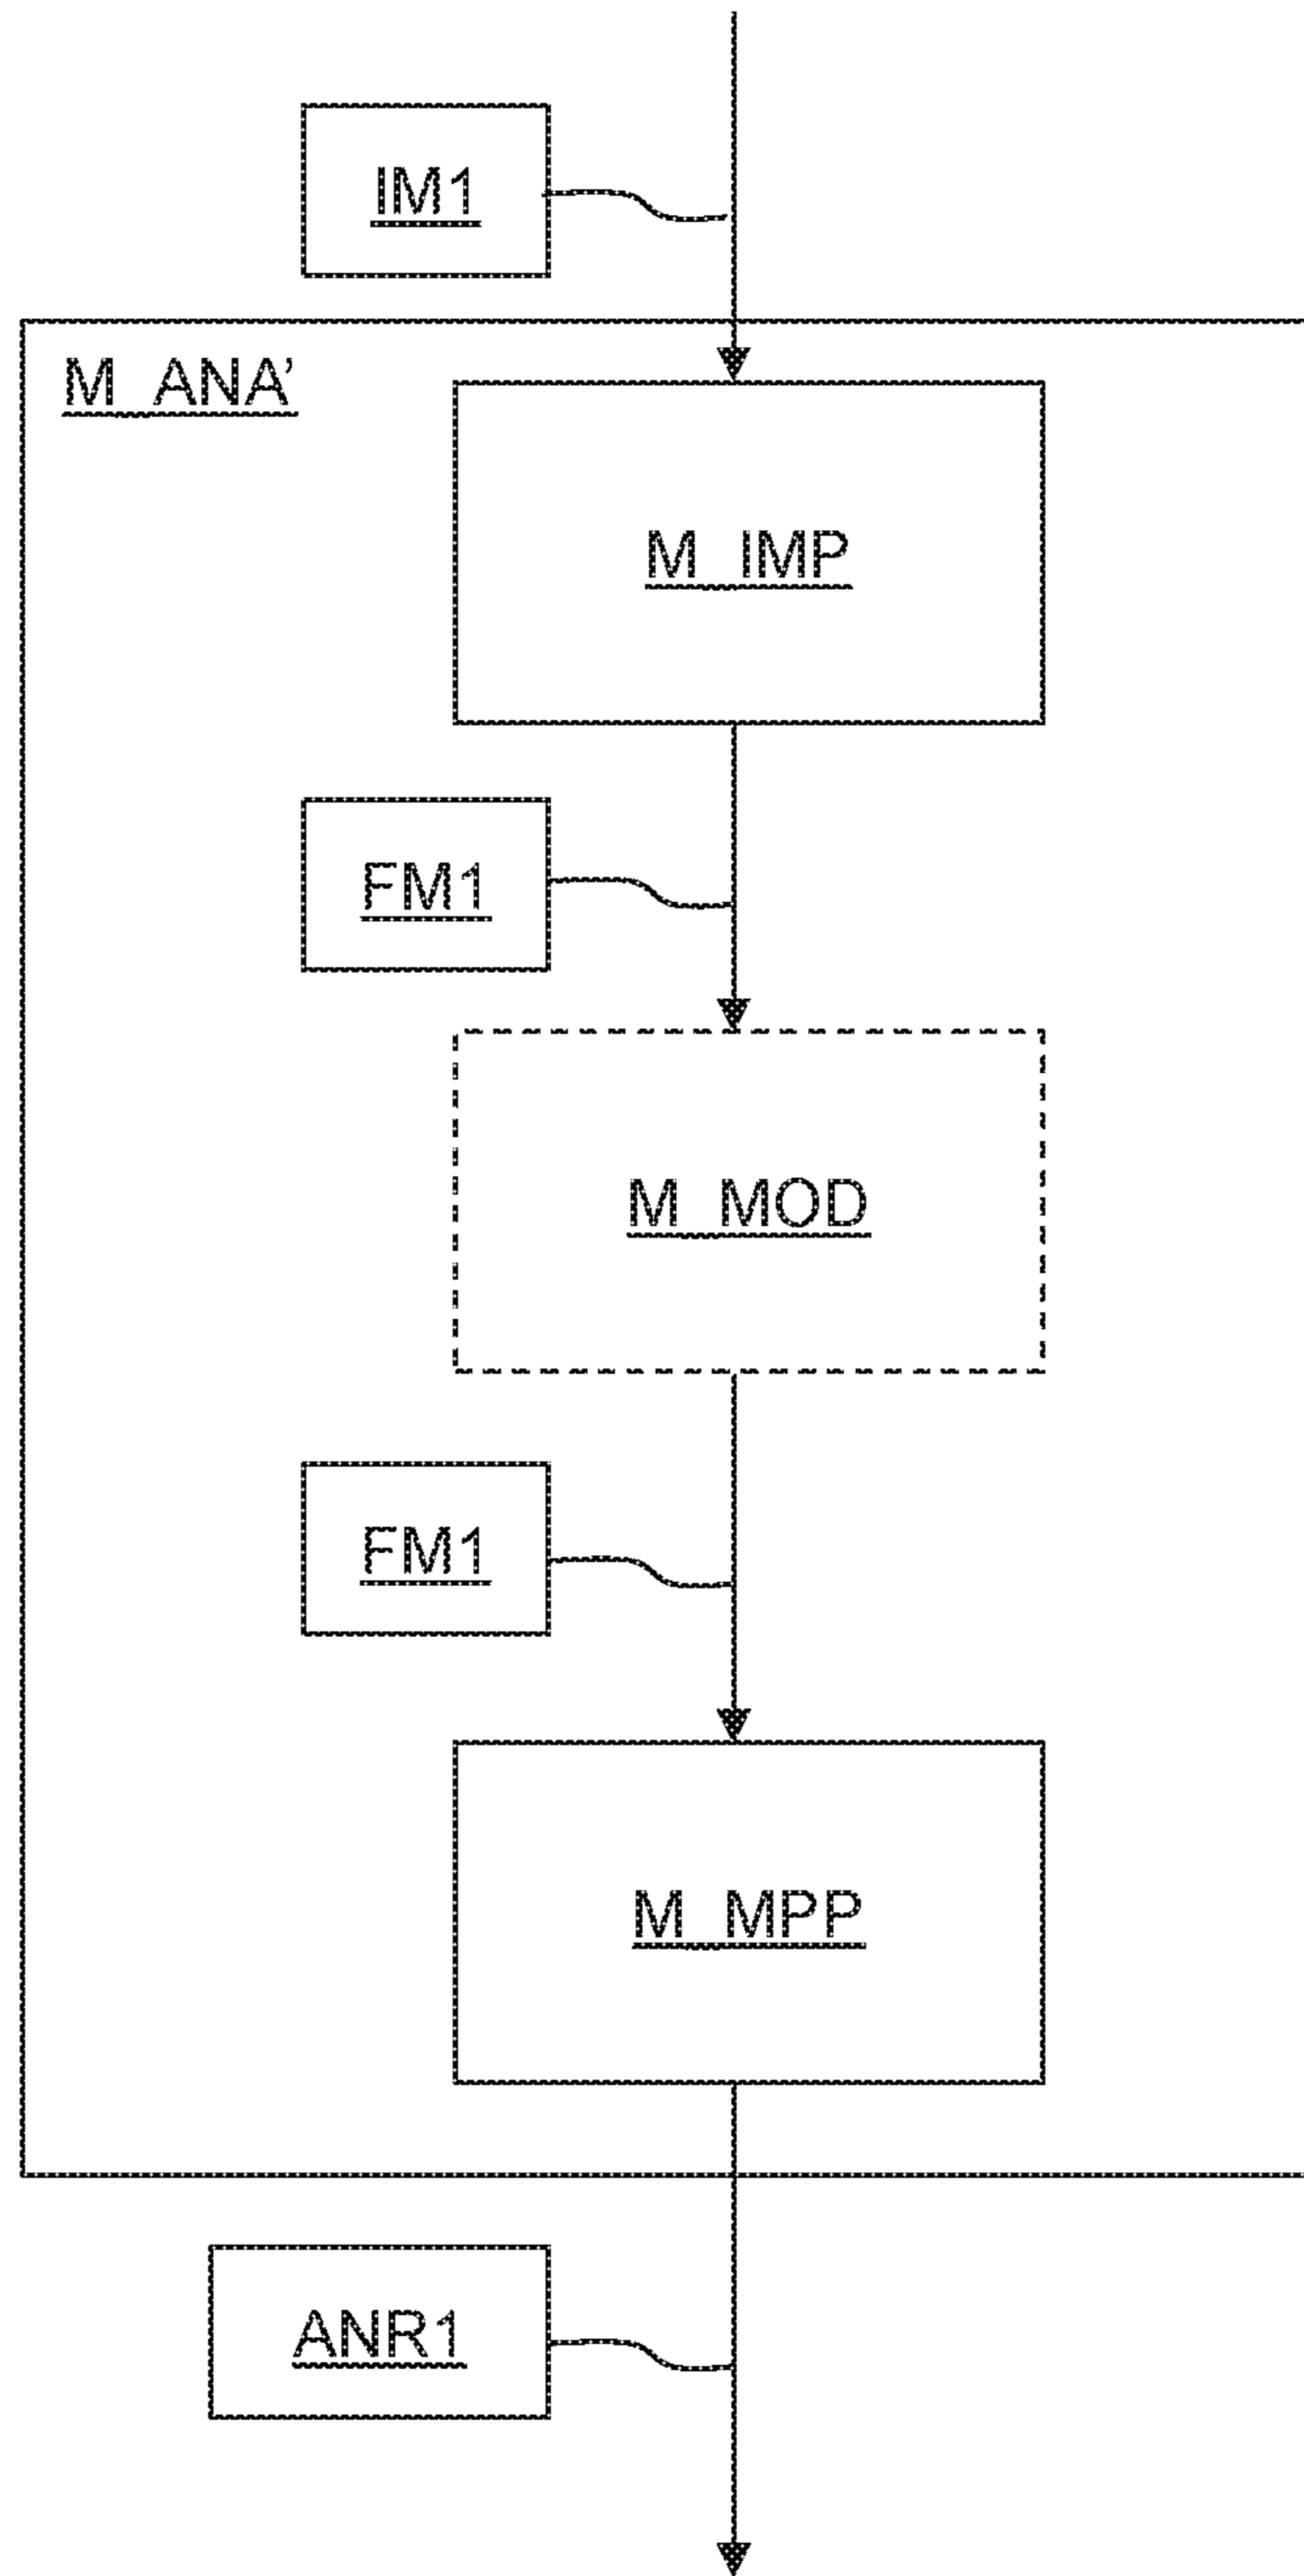 IM1
M_ANA’
M_IMP
FM1
M_MOD
FM1
M_MPP
ANR1